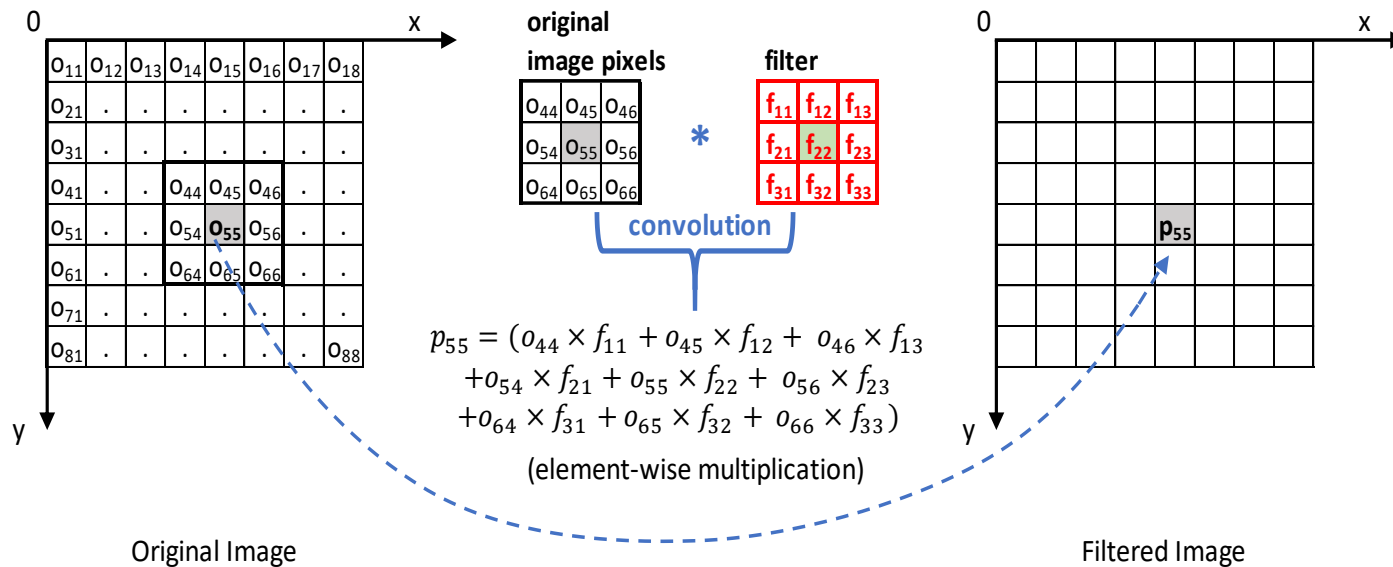 0 x
o₁₁ o₁₂ o₁₃ o₁₄ o₁₅ o₁₆ o₁₇ o₁₈
o₂₁ . . . . . . .
o₃₁ . . . . . . .
o₄₁ . . o₄₄ o₄₅ o₄₆ . .
o₅₁ . . o₅₄ o₅₅ o₅₆ . .
o₆₁ . . o₆₄ o₆₅ o₆₆ . .
o₇₁ . . . . . . .
o₈₁ . . . . . . o₈₈
y
Original Image
original
image pixels
o₄₄ o₄₅ o₄₆
o₅₄ o₅₅ o₅₆
o₆₄ o₆₅ o₆₆
*
filter
f₁₁ f₁₂ f₁₃
f₂₁ f₂₂ f₂₃
f₃₁ f₃₂ f₃₃
convolution
p₅₅ = (o₄₄ × f₁₁ + o₄₅ × f₁₂ + o₄₆ × f₁₃
+o₅₄ × f₂₁ + o₅₅ × f₂₂ + o₅₆ × f₂₃
+o₆₄ × f₃₁ + o₆₅ × f₃₂ + o₆₆ × f₃₃)
(element-wise multiplication)
0 x
p₅₅
y
Filtered Image